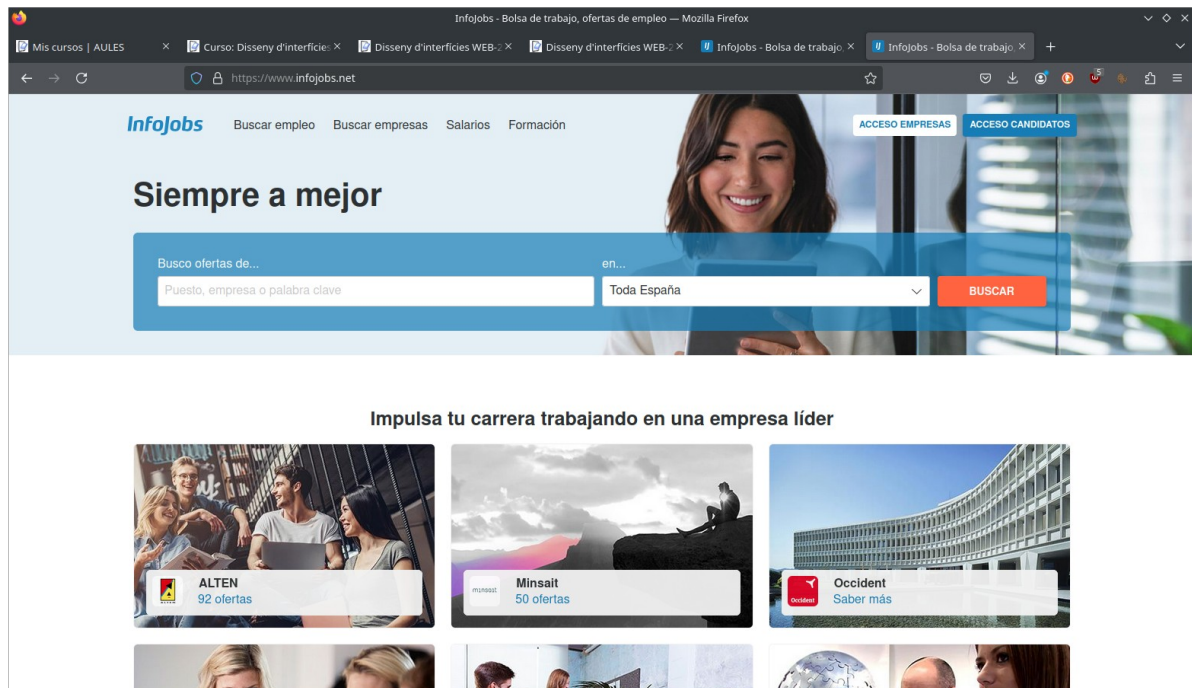 InfoJobs - Bolsa de trabajo, ofertas de empleo — Mozilla Firefox
Mis cursos | AULES
Curso: Disseny d'interfícies
Disseny d'interfícies WEB-2
Disseny d'interfícies WEB-2
InfoJobs - Bolsa de trabajo,
InfoJobs - Bolsa de trabajo,
https://www.infojobs.net
5
InfoJobs Buscar empleo Buscar empresas Salarios Formación ACCESO EMPRESAS ACCESO CANDIDATOS
Siempre a mejor
Busco ofertas de... en...
Puesto, empresa o palabra clave Toda España BUSCAR
Impulsa tu carrera trabajando en una empresa líder
ALTEN
ALTEN
92 ofertas
minsait
Minsait
50 ofertas
Occident
Occident
Saber más